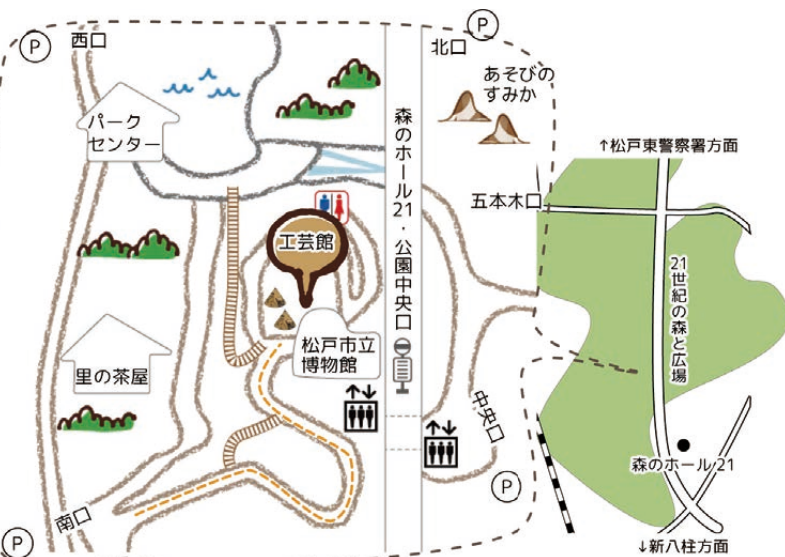 P
西口
北口
P
あそびの
すみか
パーク
センター
森のホール21・公園中央口
↑松戸東警察署方面
五本木口
工芸館
21世紀の森と広場
松戸市立
博物館
里の茶屋
中央口
森のホール21
P
南口
P
↓新八柱方面